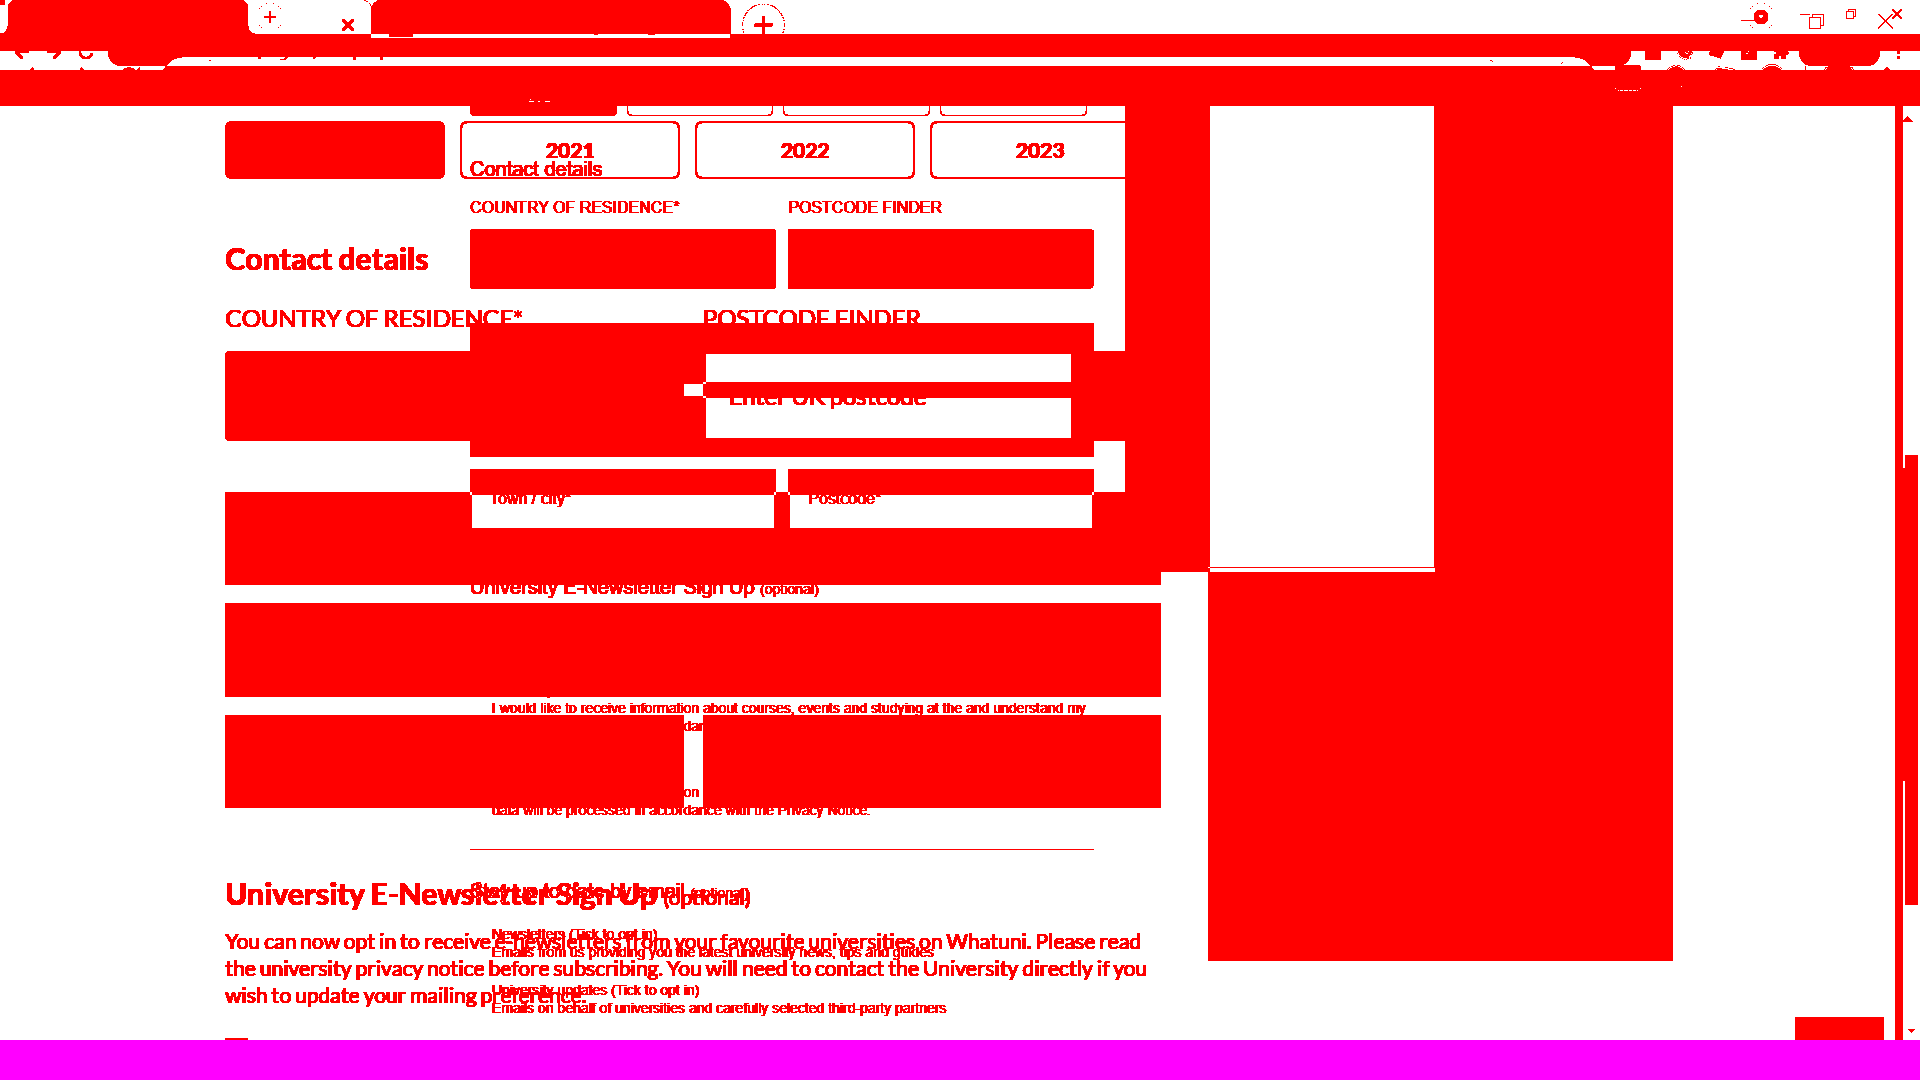 2021 2022 2023
Contact details
COUNTRY OF RESIDENCE* POSTCODE FINDER
Contact details
COUNTRY OF RESIDENCE* POSTCODE FINDER
Enter UK postcode
Town / city* Postcode*
University E-Newsletter Sign Up (optional)
I would like to receive information about courses, events and studying at the and understand my
on
data will be processed in accordance with the Privacy Notice.
University E-Newsletter Sign Up (optional)
Stay up to date by email (optional)
Newsletters (Tick to opt in)
You can now opt in to receive e-newsletters from your favourite universities on Whatuni. Please read
Emails from us providing you the latest university news, tips and guides
the university privacy notice before subscribing. You will need to contact the University directly if you
University updates (Tick to opt in)
wish to update your mailing preference.
Emails on behalf of universities and carefully selected third-party partners